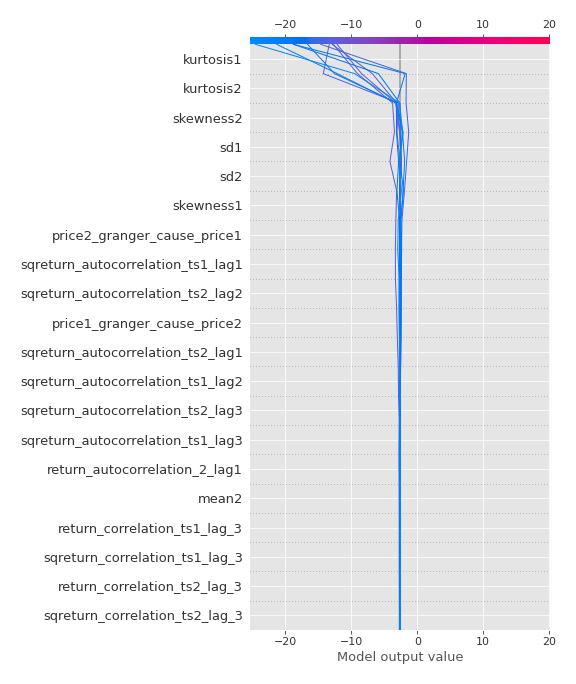 −20 −10 0 10 20
kurtosis1
kurtosis2
skewness2
sd1
sd2
skewness1
price2_granger_cause_price1
sqreturn_autocorrelation_ts1_lag1
sqreturn_autocorrelation_ts2_lag2
price1_granger_cause_price2
sqreturn_autocorrelation_ts2_lag1
sqreturn_autocorrelation_ts1_lag2
sqreturn_autocorrelation_ts2_lag3
sqreturn_autocorrelation_ts1_lag3
return_autocorrelation_2_lag1
mean2
return_correlation_ts1_lag_3
sqreturn_correlation_ts1_lag_3
return_correlation_ts2_lag_3
sqreturn_correlation_ts2_lag_3
−20 −10 0 10 20
Model output value